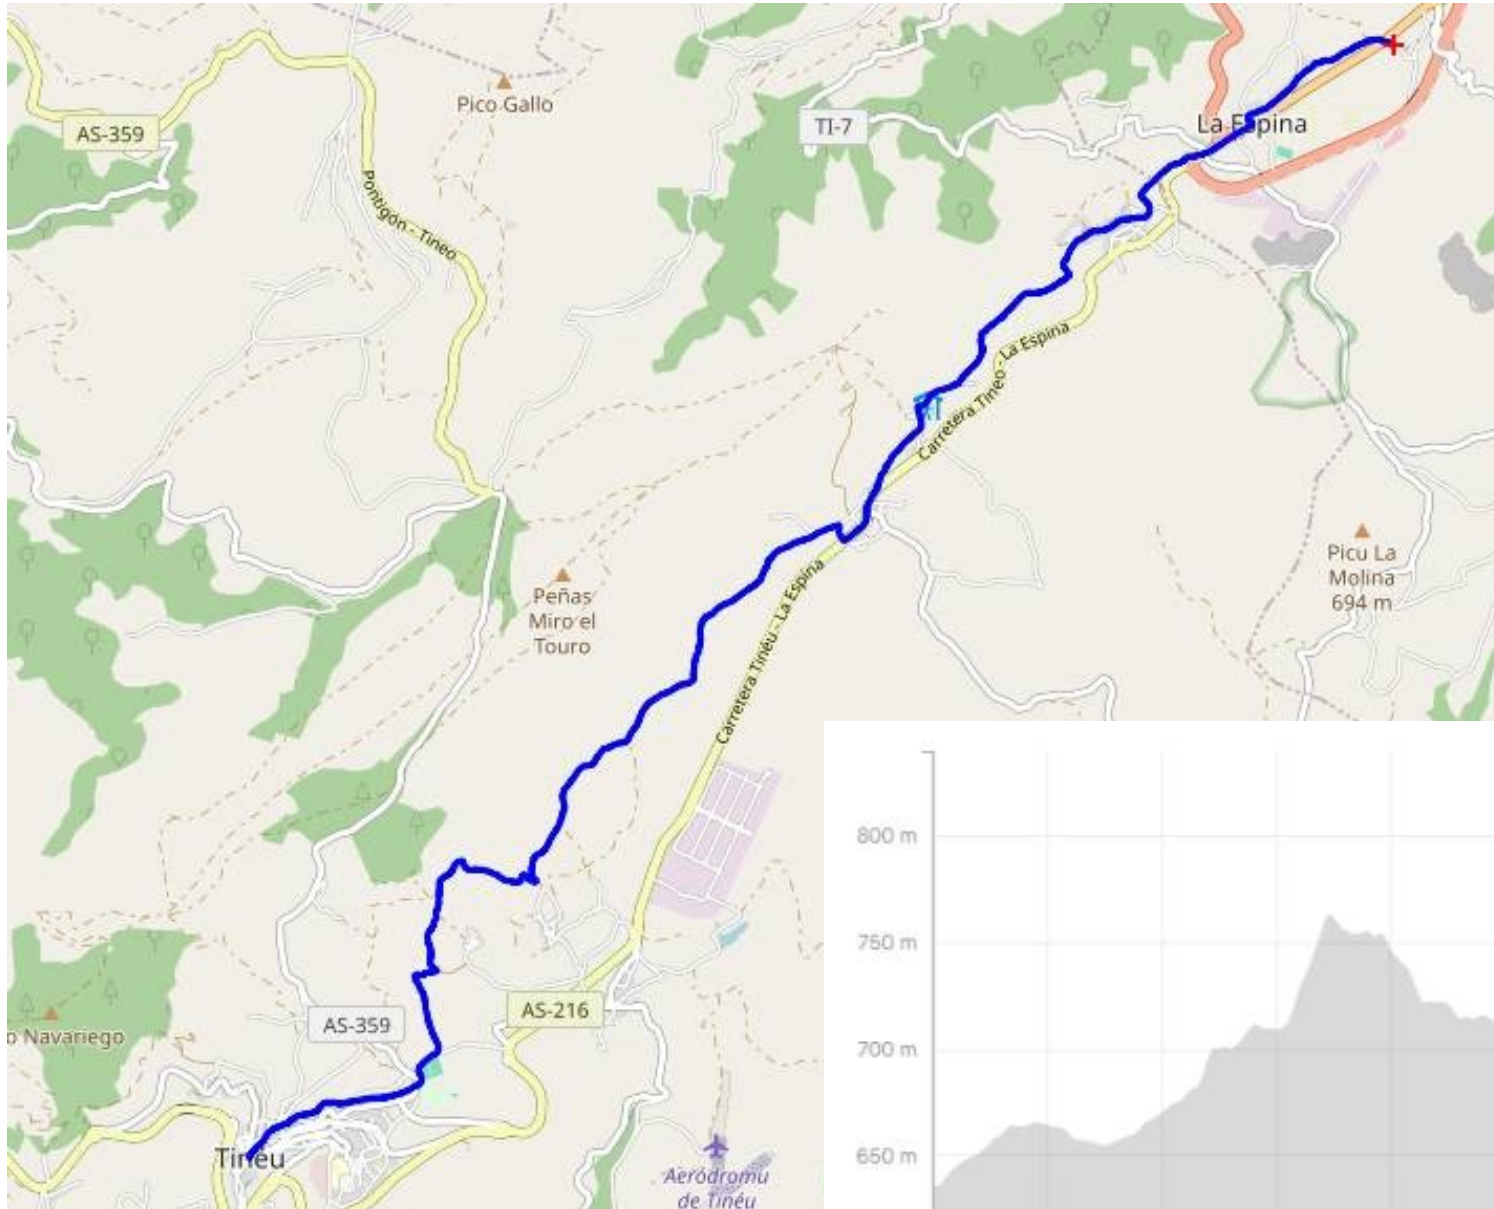 Pico Gallo
AS-359
TI-7
La Espina
Pontigón - Tineo
Carretera Tineo - La Espina
Picu La
Molina
694 m
Peñas
Miro el
Touro
Carretera Tinéu - La Espina
AS-216
AS-359
o Navariego
Tinéu
Aeródromu
de Tinéu
800 m
750 m
700 m
650 m